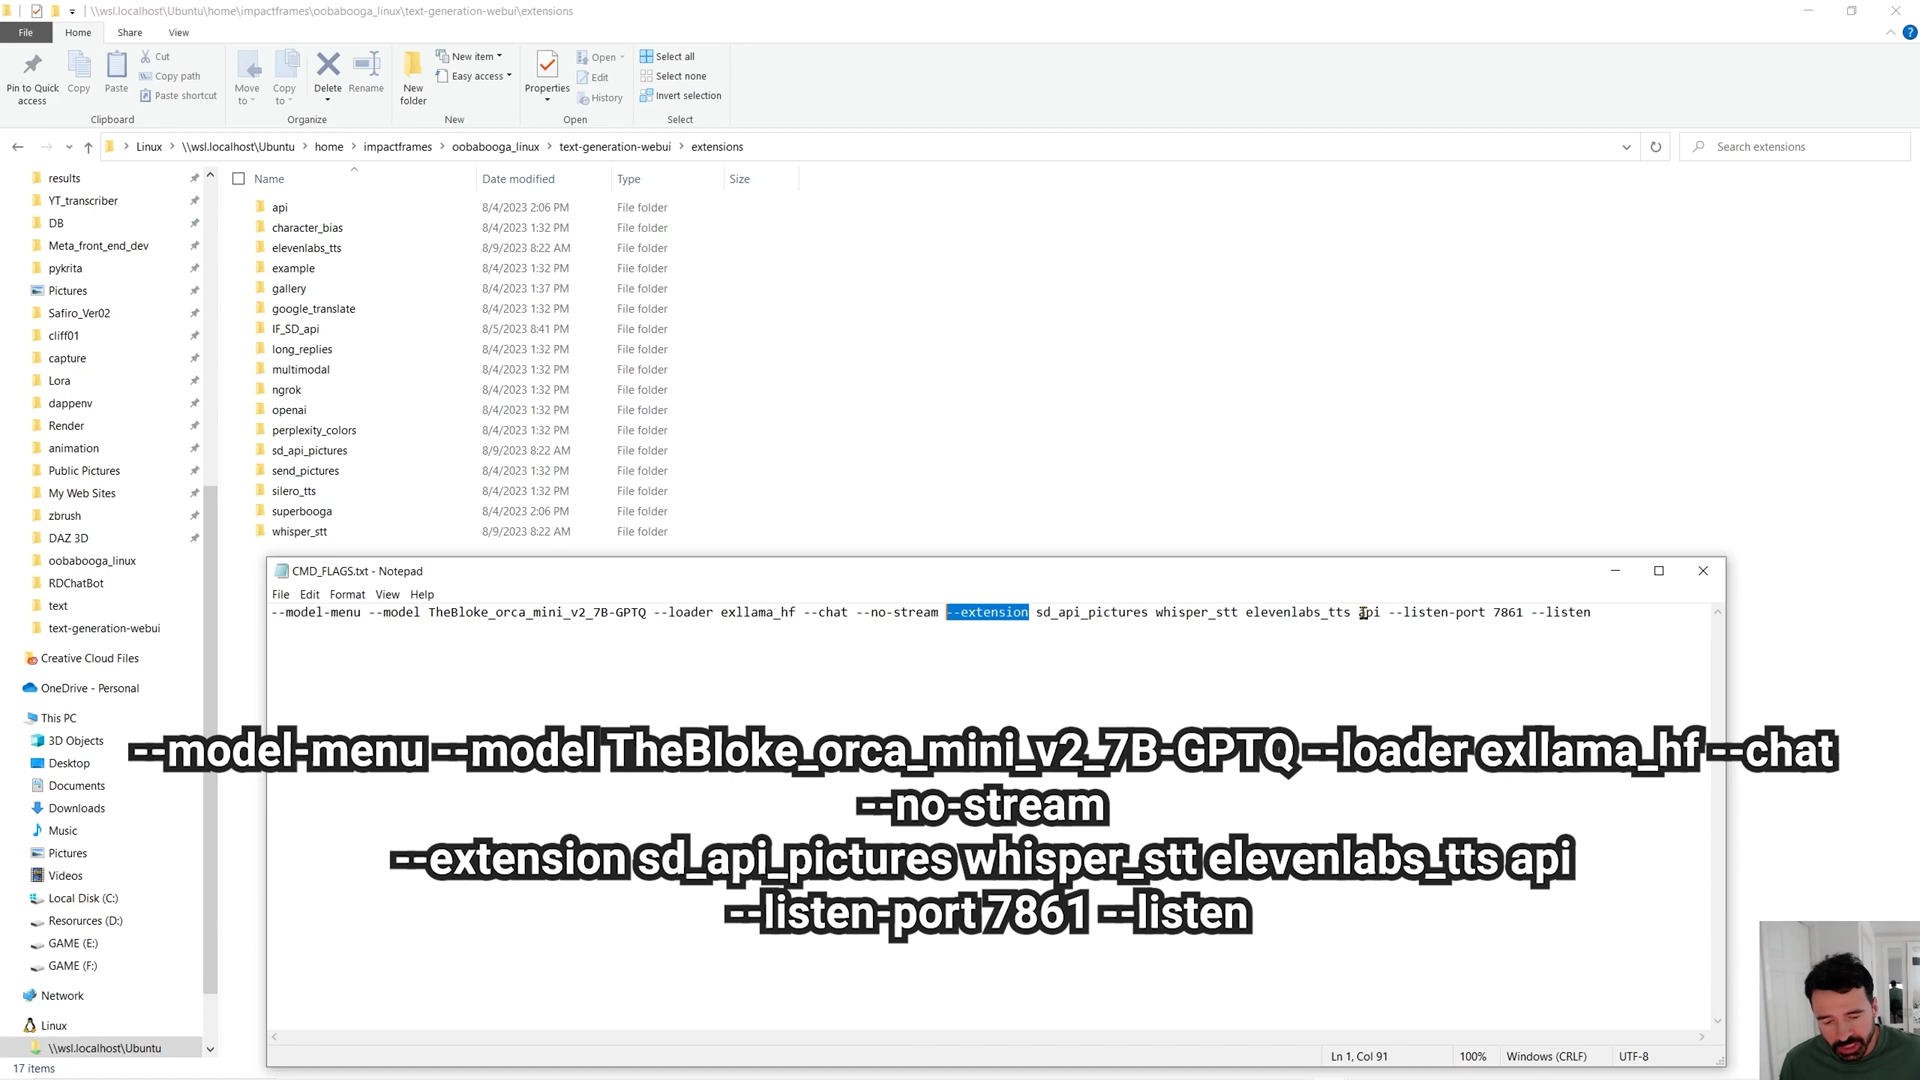 \\wsl.localhost\Ubuntu\home\impactframes\oobabooga_linux\text-generation-webui\extensions
File Home Share View
Pin to Quick access
Copy
Paste
Cut
Copy path
Paste shortcut
Clipboard
Move to
Copy to
Delete
Rename
Organize
New folder
New item
Easy access
New
Properties
Open
Edit
History
Open
Select all
Select none
Invert selection
Select
Linux \\wsl.localhost\Ubuntu home impactframes oobabooga_linux text-generation-webui extensions
Search extensions
results
YT_transcriber
DB
Meta_front_end_dev
pykrita
Pictures
Safiro_Ver02
cliff01
capture
Lora
dappenv
Render
animation
Public Pictures
My Web Sites
zbrush
DAZ 3D
oobabooga_linux
RDChatBot
text
text-generation-webui
Creative Cloud Files
OneDrive - Personal
This PC
3D Objects
Desktop
Documents
Downloads
Music
Pictures
Videos
Local Disk (C:)
Resources (D:)
GAME (E:)
GAME (F:)
Network
Linux
\\wsl.localhost\Ubuntu
17 items
Name Date modified Type Size
api 8/4/2023 2:06 PM File folder
character_bias 8/4/2023 1:32 PM File folder
elevenlabs_tts 8/9/2023 8:22 AM File folder
example 8/4/2023 1:32 PM File folder
gallery 8/4/2023 1:37 PM File folder
google_translate 8/4/2023 1:32 PM File folder
IF_SD_api 8/5/2023 8:41 PM File folder
long_replies 8/4/2023 1:32 PM File folder
multimodal 8/4/2023 1:32 PM File folder
ngrok 8/4/2023 1:32 PM File folder
openai 8/4/2023 1:32 PM File folder
perplexity_colors 8/4/2023 1:32 PM File folder
sd_api_pictures 8/9/2023 8:22 AM File folder
send_pictures 8/4/2023 1:32 PM File folder
silero_tts 8/4/2023 1:32 PM File folder
superbooga 8/4/2023 2:06 PM File folder
whisper_stt 8/9/2023 8:22 AM File folder
CMD_FLAGS.txt - Notepad
File Edit Format View Help
--model-menu --model TheBloke_orca_mini_v2_7B-GPTQ --loader exllama_hf --chat --no-stream --extension sd_api_pictures whisper_stt elevenlabs_tts api --listen-port 7861 --listen
--model-menu --model TheBloke_orca_mini_v2_7B-GPTQ --loader exllama_hf --chat
--no-stream
--extension sd_api_pictures whisper_stt elevenlabs_tts api
--listen-port 7861 --listen
Ln 1, Col 91 100% Windows (CRLF) UTF-8